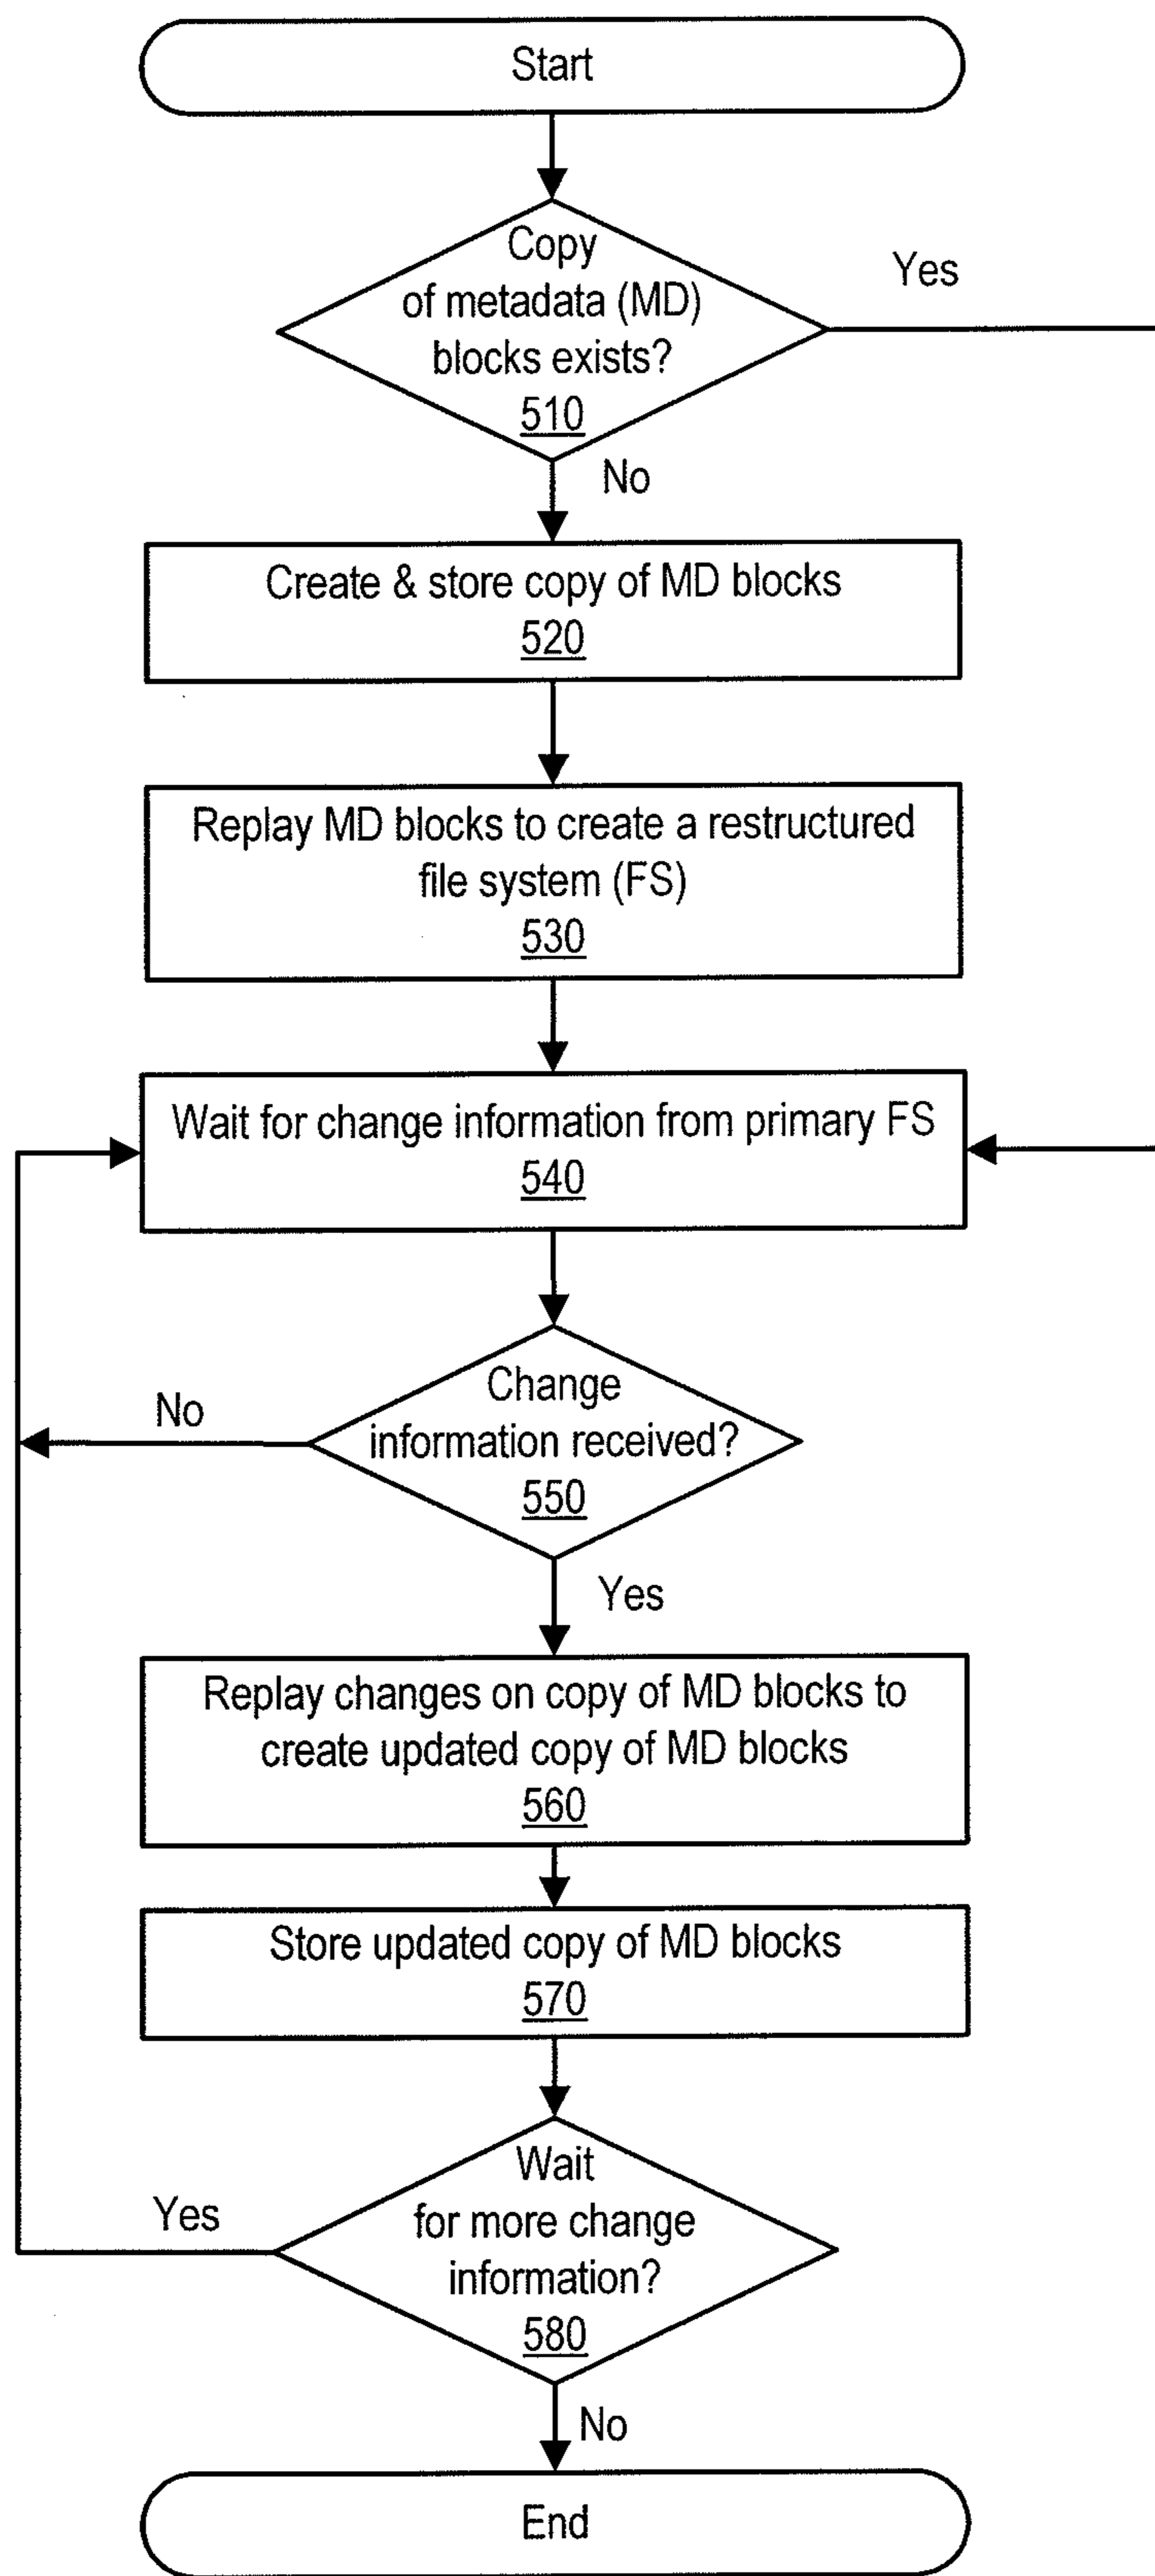 Start
Copy
of metadata (MD)
blocks exists?
510
Yes
No
Create & store copy of MD blocks
520
Replay MD blocks to create a restructured
file system (FS)
530
Wait for change information from primary FS
540
Change
information received?
550
No
Yes
Replay changes on copy of MD blocks to
create updated copy of MD blocks
560
Store updated copy of MD blocks
570
Wait
for more change
information?
580
Yes
No
End